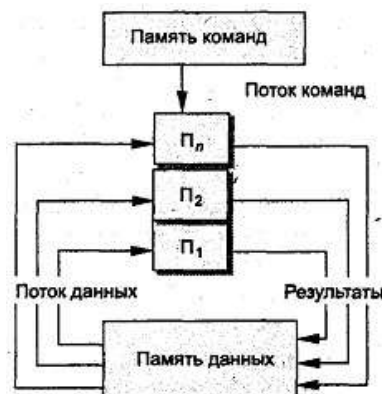 Память команд
Поток команд
Пn
П2
П1
Поток данных
Результаты
Память данных